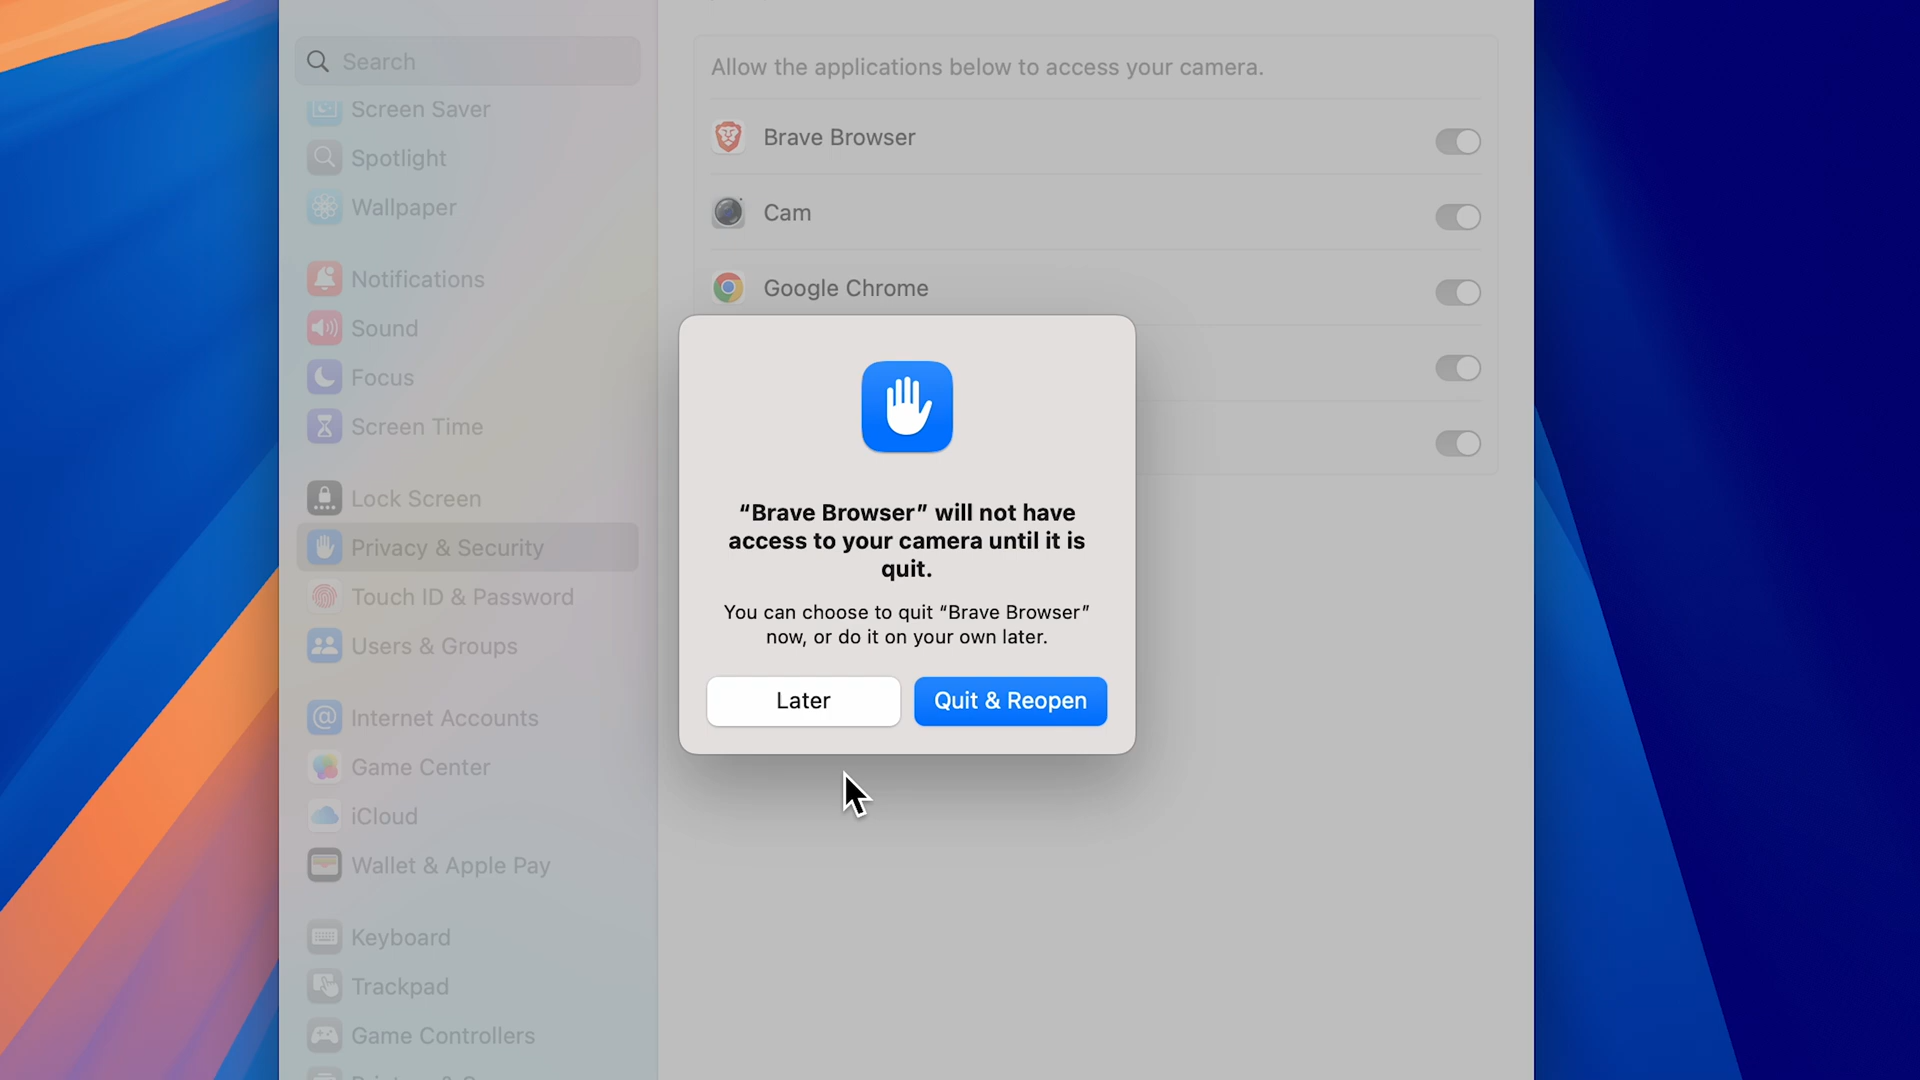 Search
Screen Saver
Spotlight
Wallpaper
Notifications
Sound
Focus
Screen Time
Lock Screen
Privacy & Security
Touch ID & Password
Users & Groups
Internet Accounts
Game Center
iCloud
Wallet & Apple Pay
Keyboard
Trackpad
Game Controllers
Allow the applications below to access your camera.
Brave Browser
Cam
Google Chrome
“Brave Browser” will not have
access to your camera until it is
quit.
You can choose to quit “Brave Browser”
now, or do it on your own later.
Later
Quit & Reopen